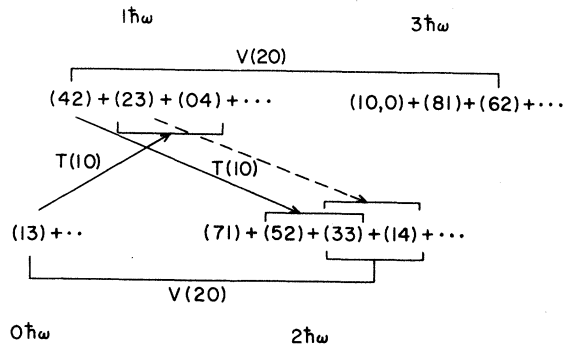 1ħω 3ħω
V(20)
(42)+(23)+(04)+··· (10,0)+(81)+(62)+···
T(10) T(10)
(13)+·· (71)+(52)+(33)+(14)+···
V(20)
0ħω 2ħω